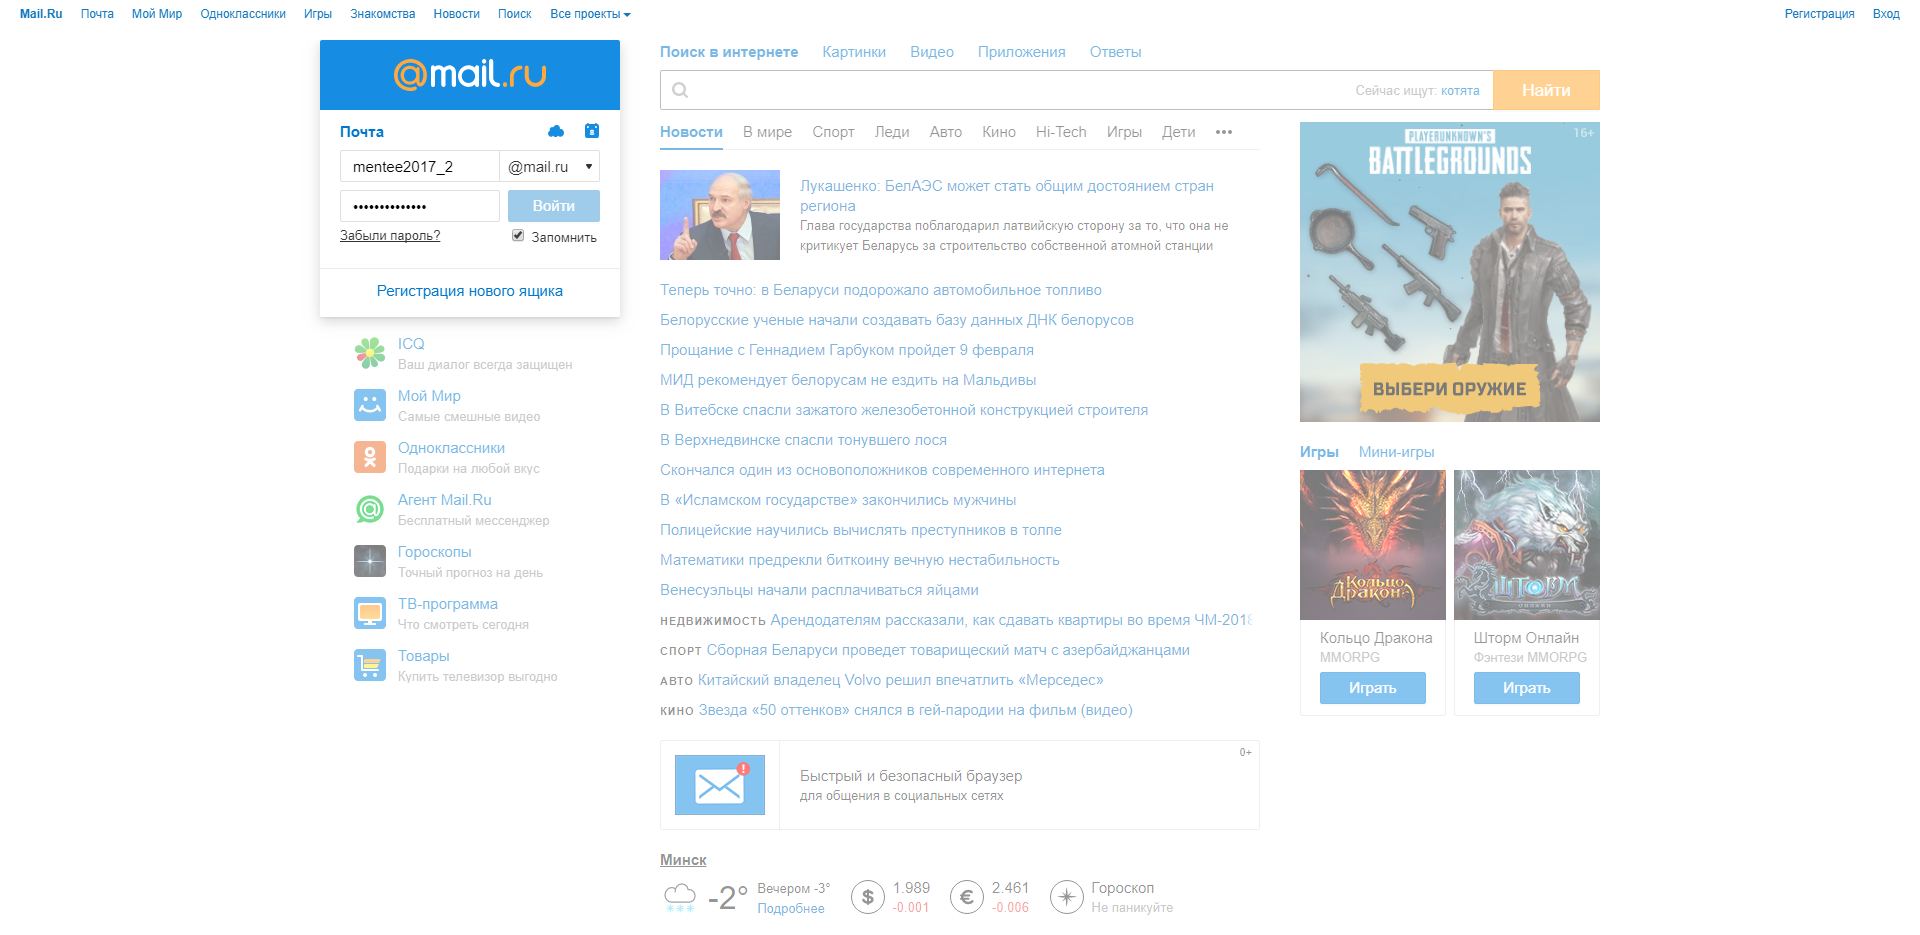 Mail.Ru Почта Мой Мир Одноклассники Игры Знакомства Новости Поиск Все проекты Регистрация Вход
@mail.ru
Почта
mentee2017_2 @mail.ru
•••••••••••••• Войти
Забыли пароль? Запомнить
Регистрация нового ящика
ICQ
Ваш диалог всегда защищен
Мой Мир
Самые смешные видео
Одноклассники
Подарки на любой вкус
Агент Mail.Ru
Бесплатный мессенджер
Гороскопы
Точный прогноз на день
ТВ-программа
Что смотреть сегодня
Товары
Купить телевизор выгодно
Поиск в интернете Картинки Видео Приложения Ответы
Сейчас ищут: котята Найти
Новости В мире Спорт Леди Авто Кино Hi-Tech Игры Дети •••
Лукашенко: БелАЭС может стать общим достоянием стран
региона
Глава государства поблагодарил латвийскую сторону за то, что она не
критикует Беларусь за строительство собственной атомной станции
Теперь точно: в Беларуси подорожало автомобильное топливо
Белорусские ученые начали создавать базу данных ДНК белорусов
Прощание с Геннадием Гарбуком пройдет 9 февраля
МИД рекомендует белорусам не ездить на Мальдивы
В Витебске спасли зажатого железобетонной конструкцией строителя
В Верхнедвинске спасли тонувшего лося
Скончался один из основоположников современного интернета
В «Исламском государстве» закончились мужчины
Полицейские научились вычислять преступников в толпе
Математики предрекли биткоину вечную нестабильность
Венесуэльцы начали расплачиваться яйцами
НЕДВИЖИМОСТЬ Арендодателям рассказали, как сдавать квартиры во время ЧМ-2018
СПОРТ Сборная Беларуси проведет товарищеский матч с азербайджанцами
АВТО Китайский владелец Volvo решил впечатлить «Мерседес»
КИНО Звезда «50 оттенков» снялся в гей-пародии на фильм (видео)
0+
Быстрый и безопасный браузер
для общения в социальных сетях
Минск
-2° Вечером -3°
Подробнее
$ 1.989
-0.001
€ 2.461
-0.006
Гороскоп
Не паникуйте
16+
PLAYERUNKNOWN'S
BATTLEGROUNDS
ВЫБЕРИ ОРУЖИЕ
Игры Мини-игры
Кольцо
Дракона
Кольцо Дракона
MMORPG
Играть
ШТОРМ
ОНЛАЙН
Шторм Онлайн
Фэнтези MMORPG
Играть